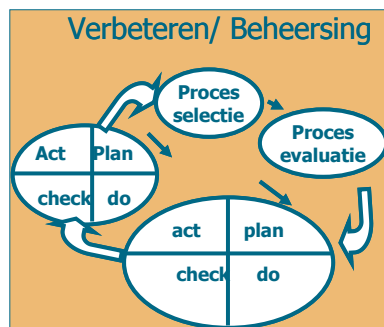 Verbeteren/ Beheersing
Proces
selectie
Proces
evaluatie
Act Plan
check do
act plan
check do